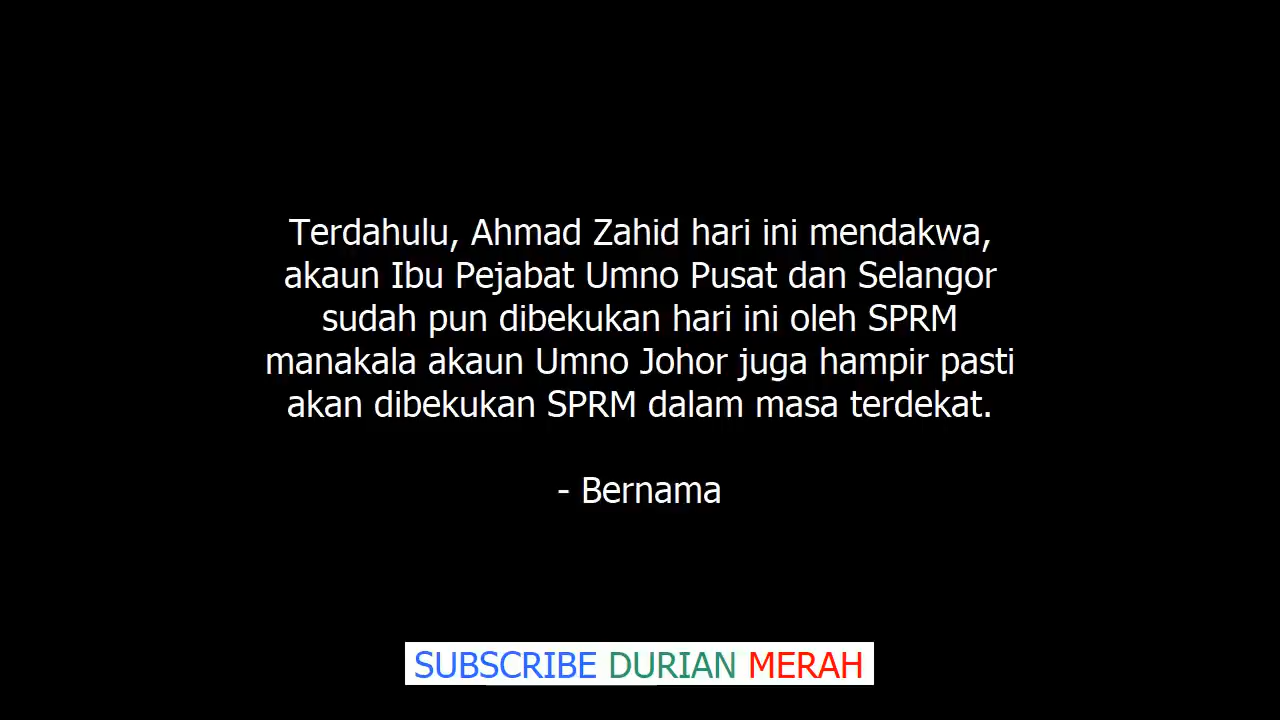 Terdahulu, Ahmad Zahid hari ini mendakwa,
akaun Ibu Pejabat Umno Pusat dan Selangor
sudah pun dibekukan hari ini oleh SPRM
manakala akaun Umno Johor juga hampir pasti
akan dibekukan SPRM dalam masa terdekat.
- Bernama
SUBSCRIBE DURIAN MERAH